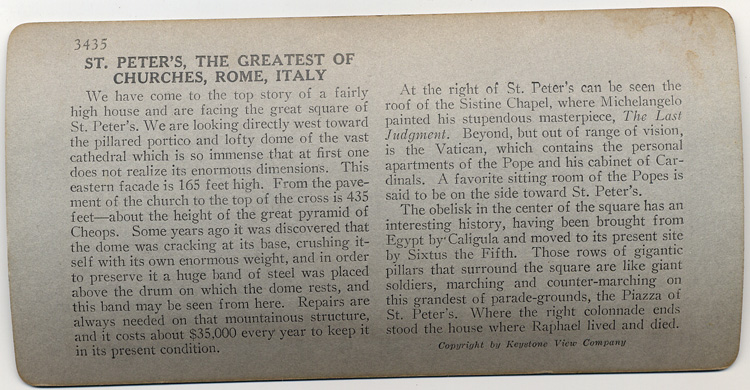 3435
ST. PETER'S, THE GREATEST OF
CHURCHES, ROME, ITALY
We have come to the top story of a fairly
high house and are facing the great square of
St. Peter's. We are looking directly west toward
the pillared portico and lofty dome of the vast
cathedral which is so immense that at first one
does not realize its enormous dimensions. This
eastern facade is 165 feet high. From the pave-
ment of the church to the top of the cross is 435
feet—about the height of the great pyramid of
Cheops. Some years ago it was discovered that
the dome was cracking at its base, crushing it-
self with its own enormous weight, and in order
to preserve it a huge band of steel was placed
above the drum on which the dome rests, and
this band may be seen from here. Repairs are
always needed on that mountainous structure,
and it costs about $35,000 every year to keep it
in its present condition.
At the right of St. Peter's can be seen the
roof of the Sistine Chapel, where Michelangelo
painted his stupendous masterpiece, The Last
Judgment. Beyond, but out of range of vision,
is the Vatican, which contains the personal
apartments of the Pope and his cabinet of Car-
dinals. A favorite sitting room of the Popes is
said to be on the side toward St. Peter's.
The obelisk in the center of the square has an
interesting history, having been brought from
Egypt by Caligula and moved to its present site
by Sixtus the Fifth. Those rows of gigantic
pillars that surround the square are like giant
soldiers, marching and counter-marching on
this grandest of parade-grounds, the Piazza of
St. Peter's. Where the right colonnade ends
stood the house where Raphael lived and died.
Copyright by Keystone View Company